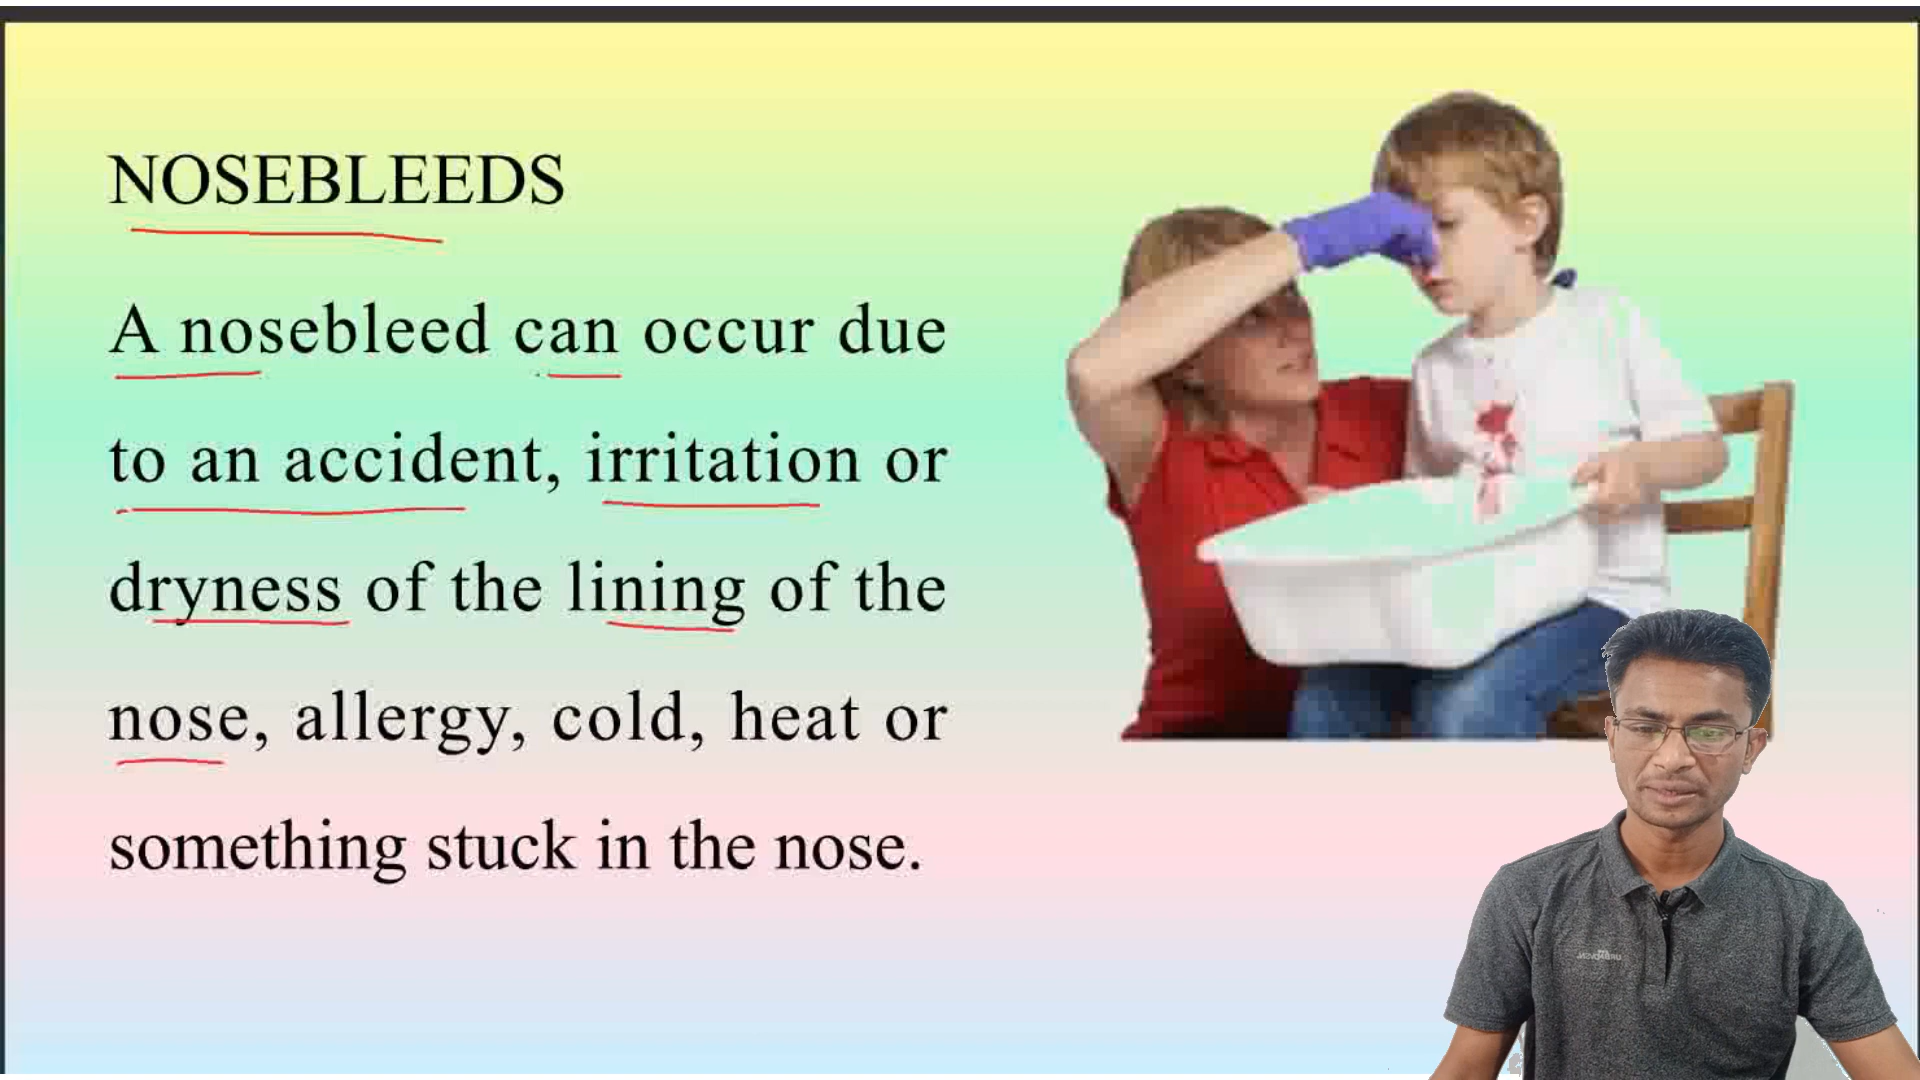 NOSEBLEEDS
A nosebleed can occur due
to an accident, irritation or
dryness of the lining of the
nose, allergy, cold, heat or
something stuck in the nose.